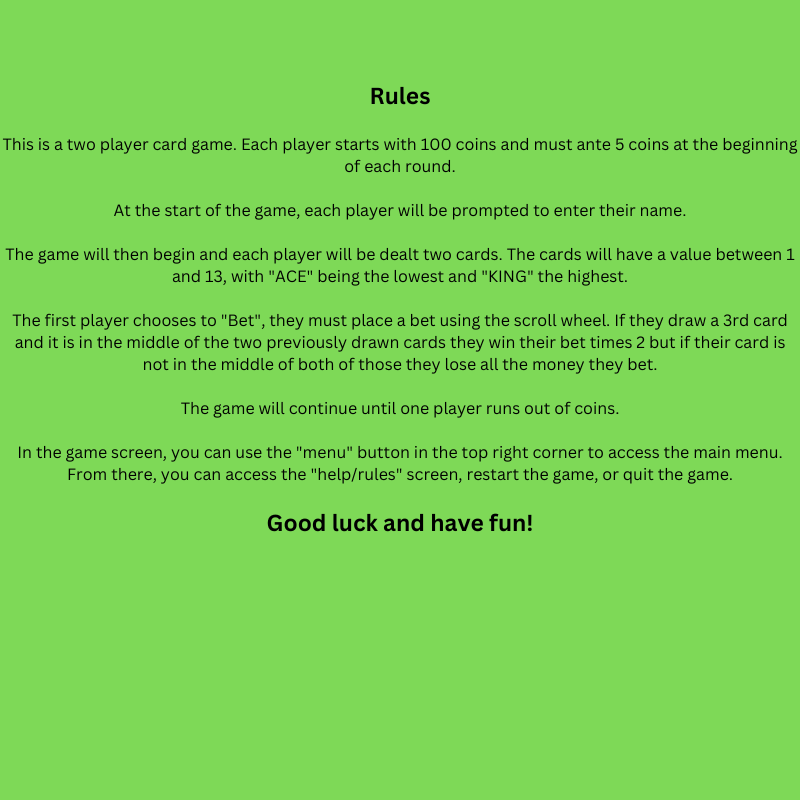 Rules
This is a two player card game. Each player starts with 100 coins and must ante 5 coins at the beginning
of each round.
At the start of the game, each player will be prompted to enter their name.
The game will then begin and each player will be dealt two cards. The cards will have a value between 1
and 13, with "ACE" being the lowest and "KING" the highest.
The first player chooses to "Bet", they must place a bet using the scroll wheel. If they draw a 3rd card
and it is in the middle of the two previously drawn cards they win their bet times 2 but if their card is
not in the middle of both of those they lose all the money they bet.
The game will continue until one player runs out of coins.
In the game screen, you can use the "menu" button in the top right corner to access the main menu.
From there, you can access the "help/rules" screen, restart the game, or quit the game.
Good luck and have fun!